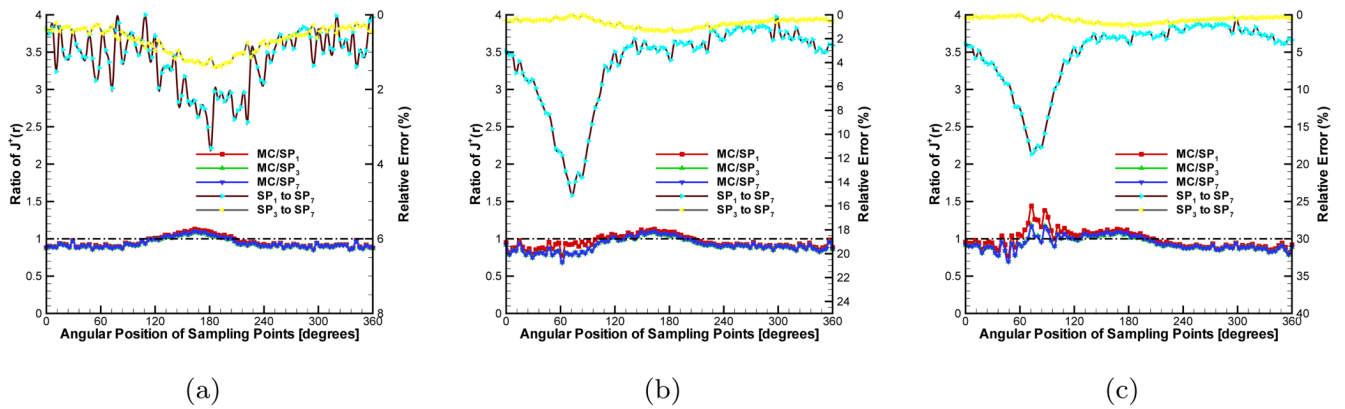 4
3.5
3
2.5
2
1.5
1
0.5
0
Ratio of J⁺(r)
0
2
4
6
8
Relative Error (%)
MC/SP₁
MC/SP₃
MC/SP₇
SP₁ to SP₇
SP₃ to SP₇
0 60 120 180 240 300 360
Angular Position of Sampling Points [degrees]
(a)
4
3.5
3
2.5
2
1.5
1
0.5
0
Ratio of J⁺(r)
0
2
4
6
8
10
12
14
16
18
20
22
24
Relative Error (%)
MC/SP₁
MC/SP₃
MC/SP₇
SP₁ to SP₇
SP₃ to SP₇
0 60 120 180 240 300 360
Angular Position of Sampling Points [degrees]
(b)
4
3.5
3
2.5
2
1.5
1
0.5
0
Ratio of J⁺(r)
0
5
10
15
20
25
30
35
40
Relative Error (%)
MC/SP₁
MC/SP₃
MC/SP₇
SP₁ to SP₇
SP₃ to SP₇
0 60 120 180 240 300 360
Angular Position of Sampling Points [degrees]
(c)